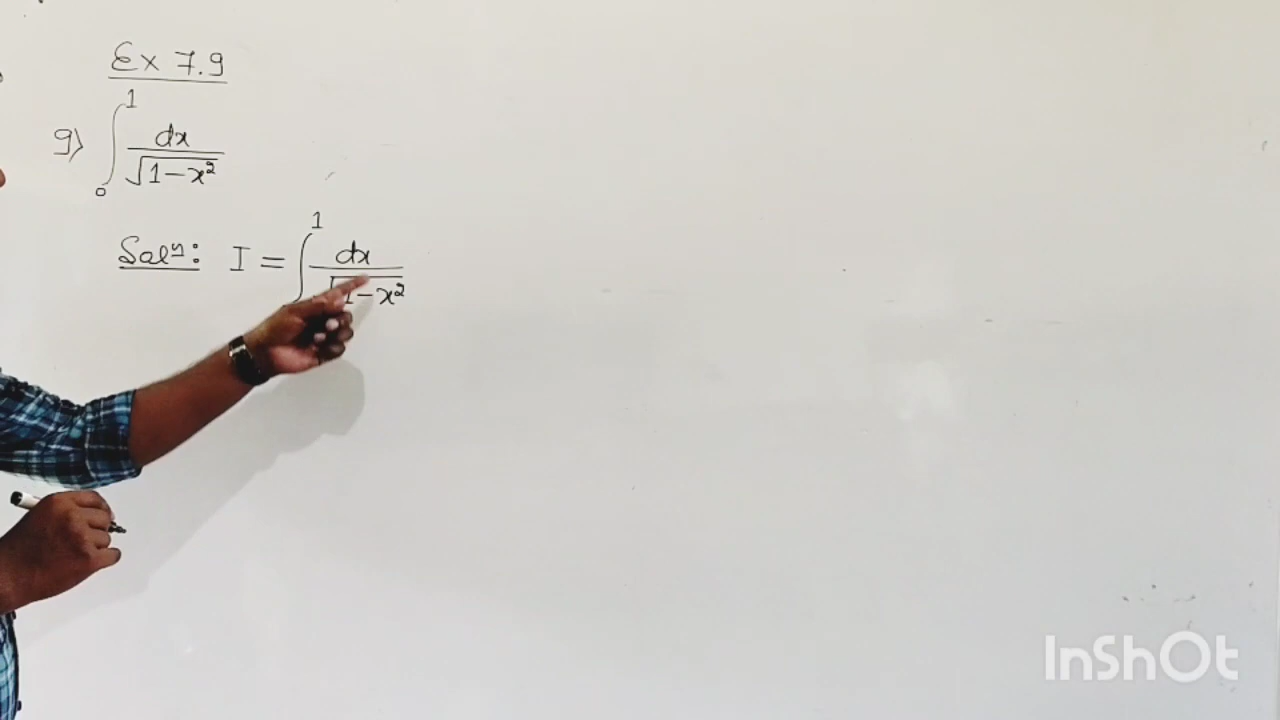 Ex 7.9
9) ∫₀¹ dx/√(1-x²)
Solⁿ: I = ∫¹ dx/√(1-x²)
InShOt